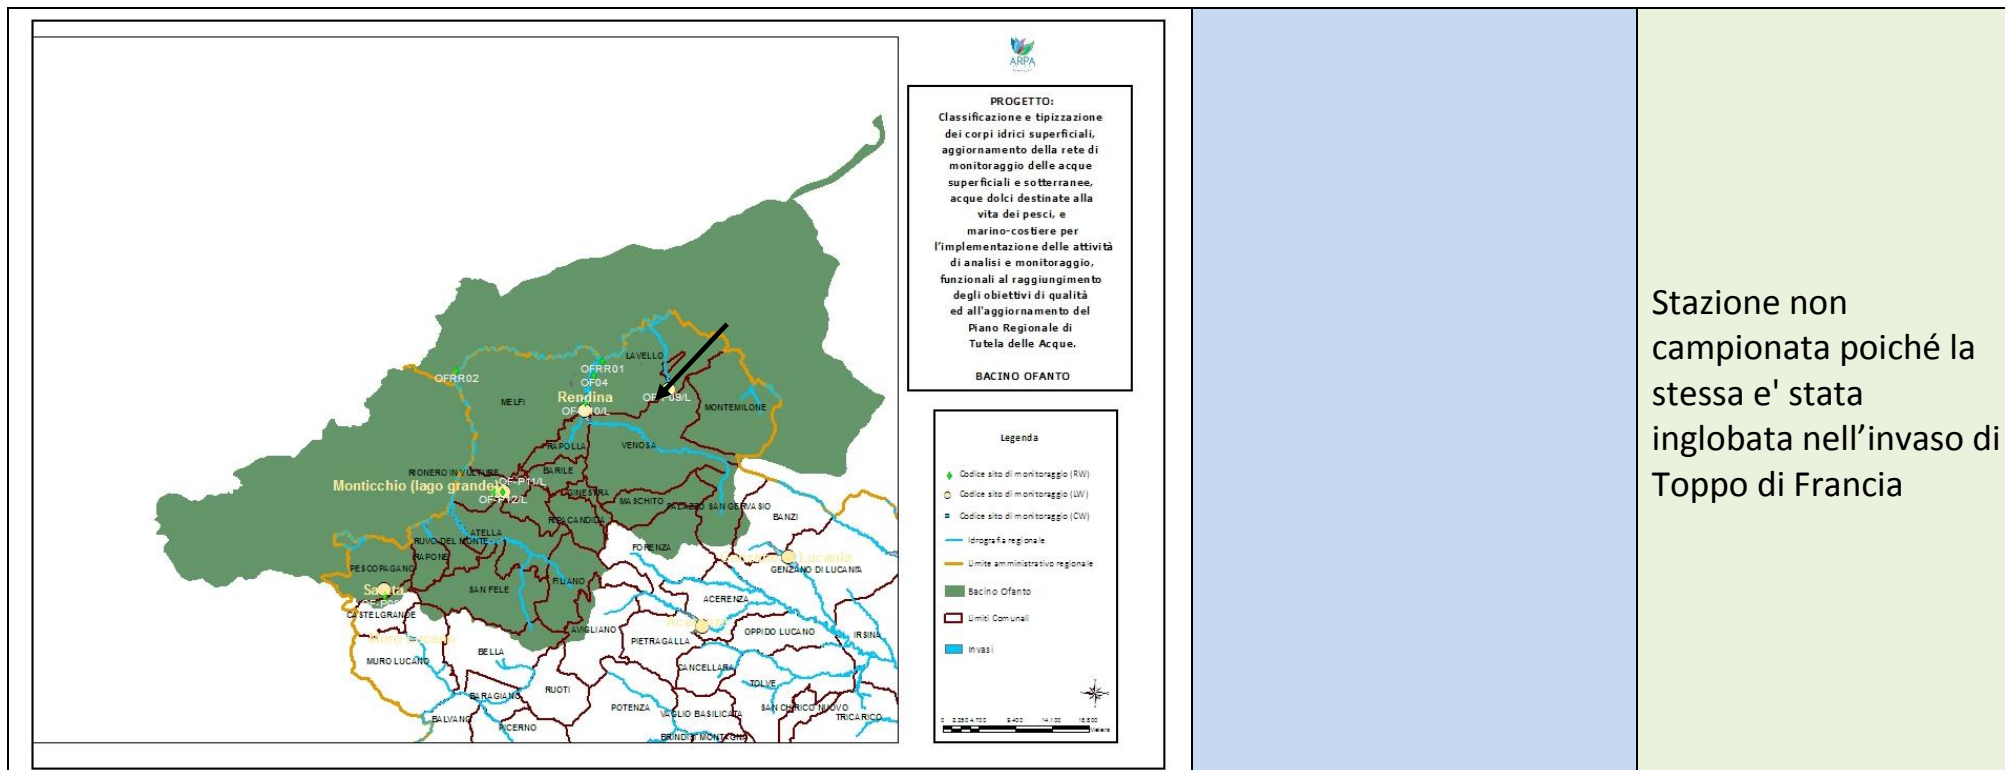 ARPA
PROGETTO:
Classificazione e tipizzazione
dei corpi idrici superficiali,
aggiornamento della rete di
monitoraggio delle acque
superficiali e sotterranee,
acque dolci destinate alla
vita dei pesci, e
marino-costiere per
l'implementazione delle attività
di analisi e monitoraggio,
funzionali al raggiungimento
degli obiettivi di qualità
ed all'aggiornamento del
Piano Regionale di
Tutela delle Acque.
BACINO OFANTO
Legenda
Codice sito di monitoraggio (RW)
Codice sito di monitoraggio (LW)
Codice sito di monitoraggio (CW)
Idrografia regionale
Limite amministrativo regionale
Bacino Ofanto
Limiti Comunali
Invasi
LAVELLO
OFRR01
OFRR02
OF04
Rendina
MELFI
MONTEMILONE
RAPOLLA
VENOSA
RIONERO IN VULTURE
BARILE
Monticchio (lago grande)
OF-P11/L
OF-P12/L
GINESTRA
MASCHITO
PALAZZO SAN GERVASIO
BANZI
RIPACANDIDA
ATELLA
RUVO DEL MONTE
RAPONE
FORENZA
GENZANO DI LUCANIA
PESCOPAGANO
SAN FELE
FILIANO
CASTELGRANDE
ACERENZA
AVIGLIANO
PIETRAGALLA
OPPIDO LUCANO
IRSINA
MURO LUCANO
BELLA
CANCELLARA
TOLVE
BARAGIANO
RUOTI
POTENZA
VAGLIO BASILICATA
SAN CHIRICO NUOVO
TRICARICO
BALVANO
PICERNO
BRINDISI MONTAGNA
Stazione non
campionata poiché la
stessa e' stata
inglobata nell'invaso di
Toppo di Francia